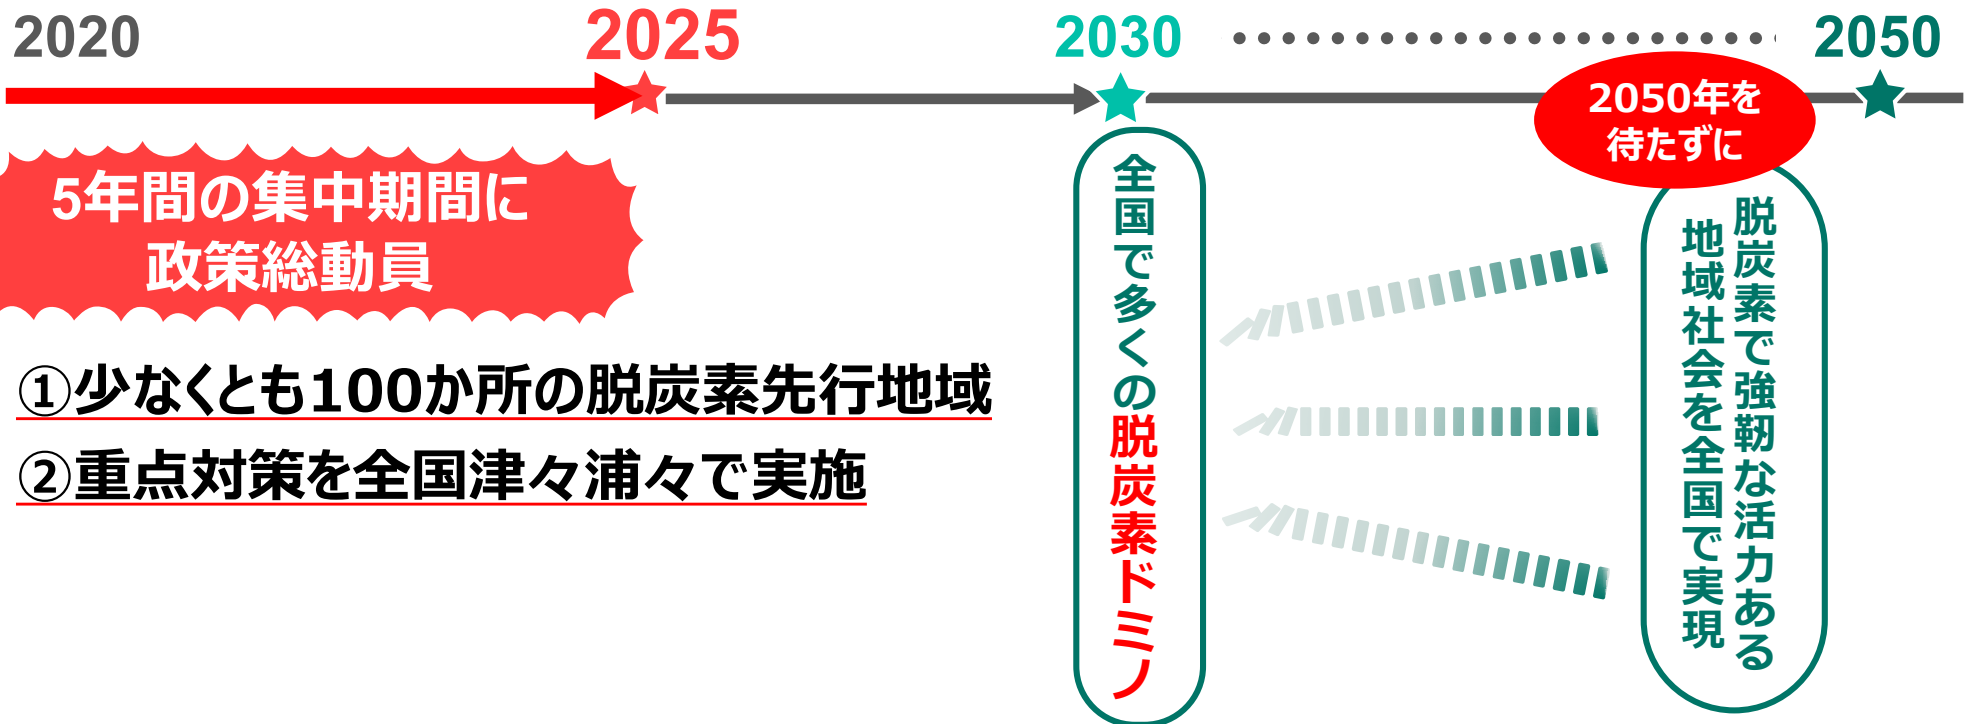 2020
2025
2030
2050
2050年を
待たずに
5年間の集中期間に
政策総動員
①少なくとも100か所の脱炭素先行地域
②重点対策を全国津々浦々で実施
全国で多くの脱炭素ドミノ
脱炭素で強靭な活力ある
地域社会を全国で実現